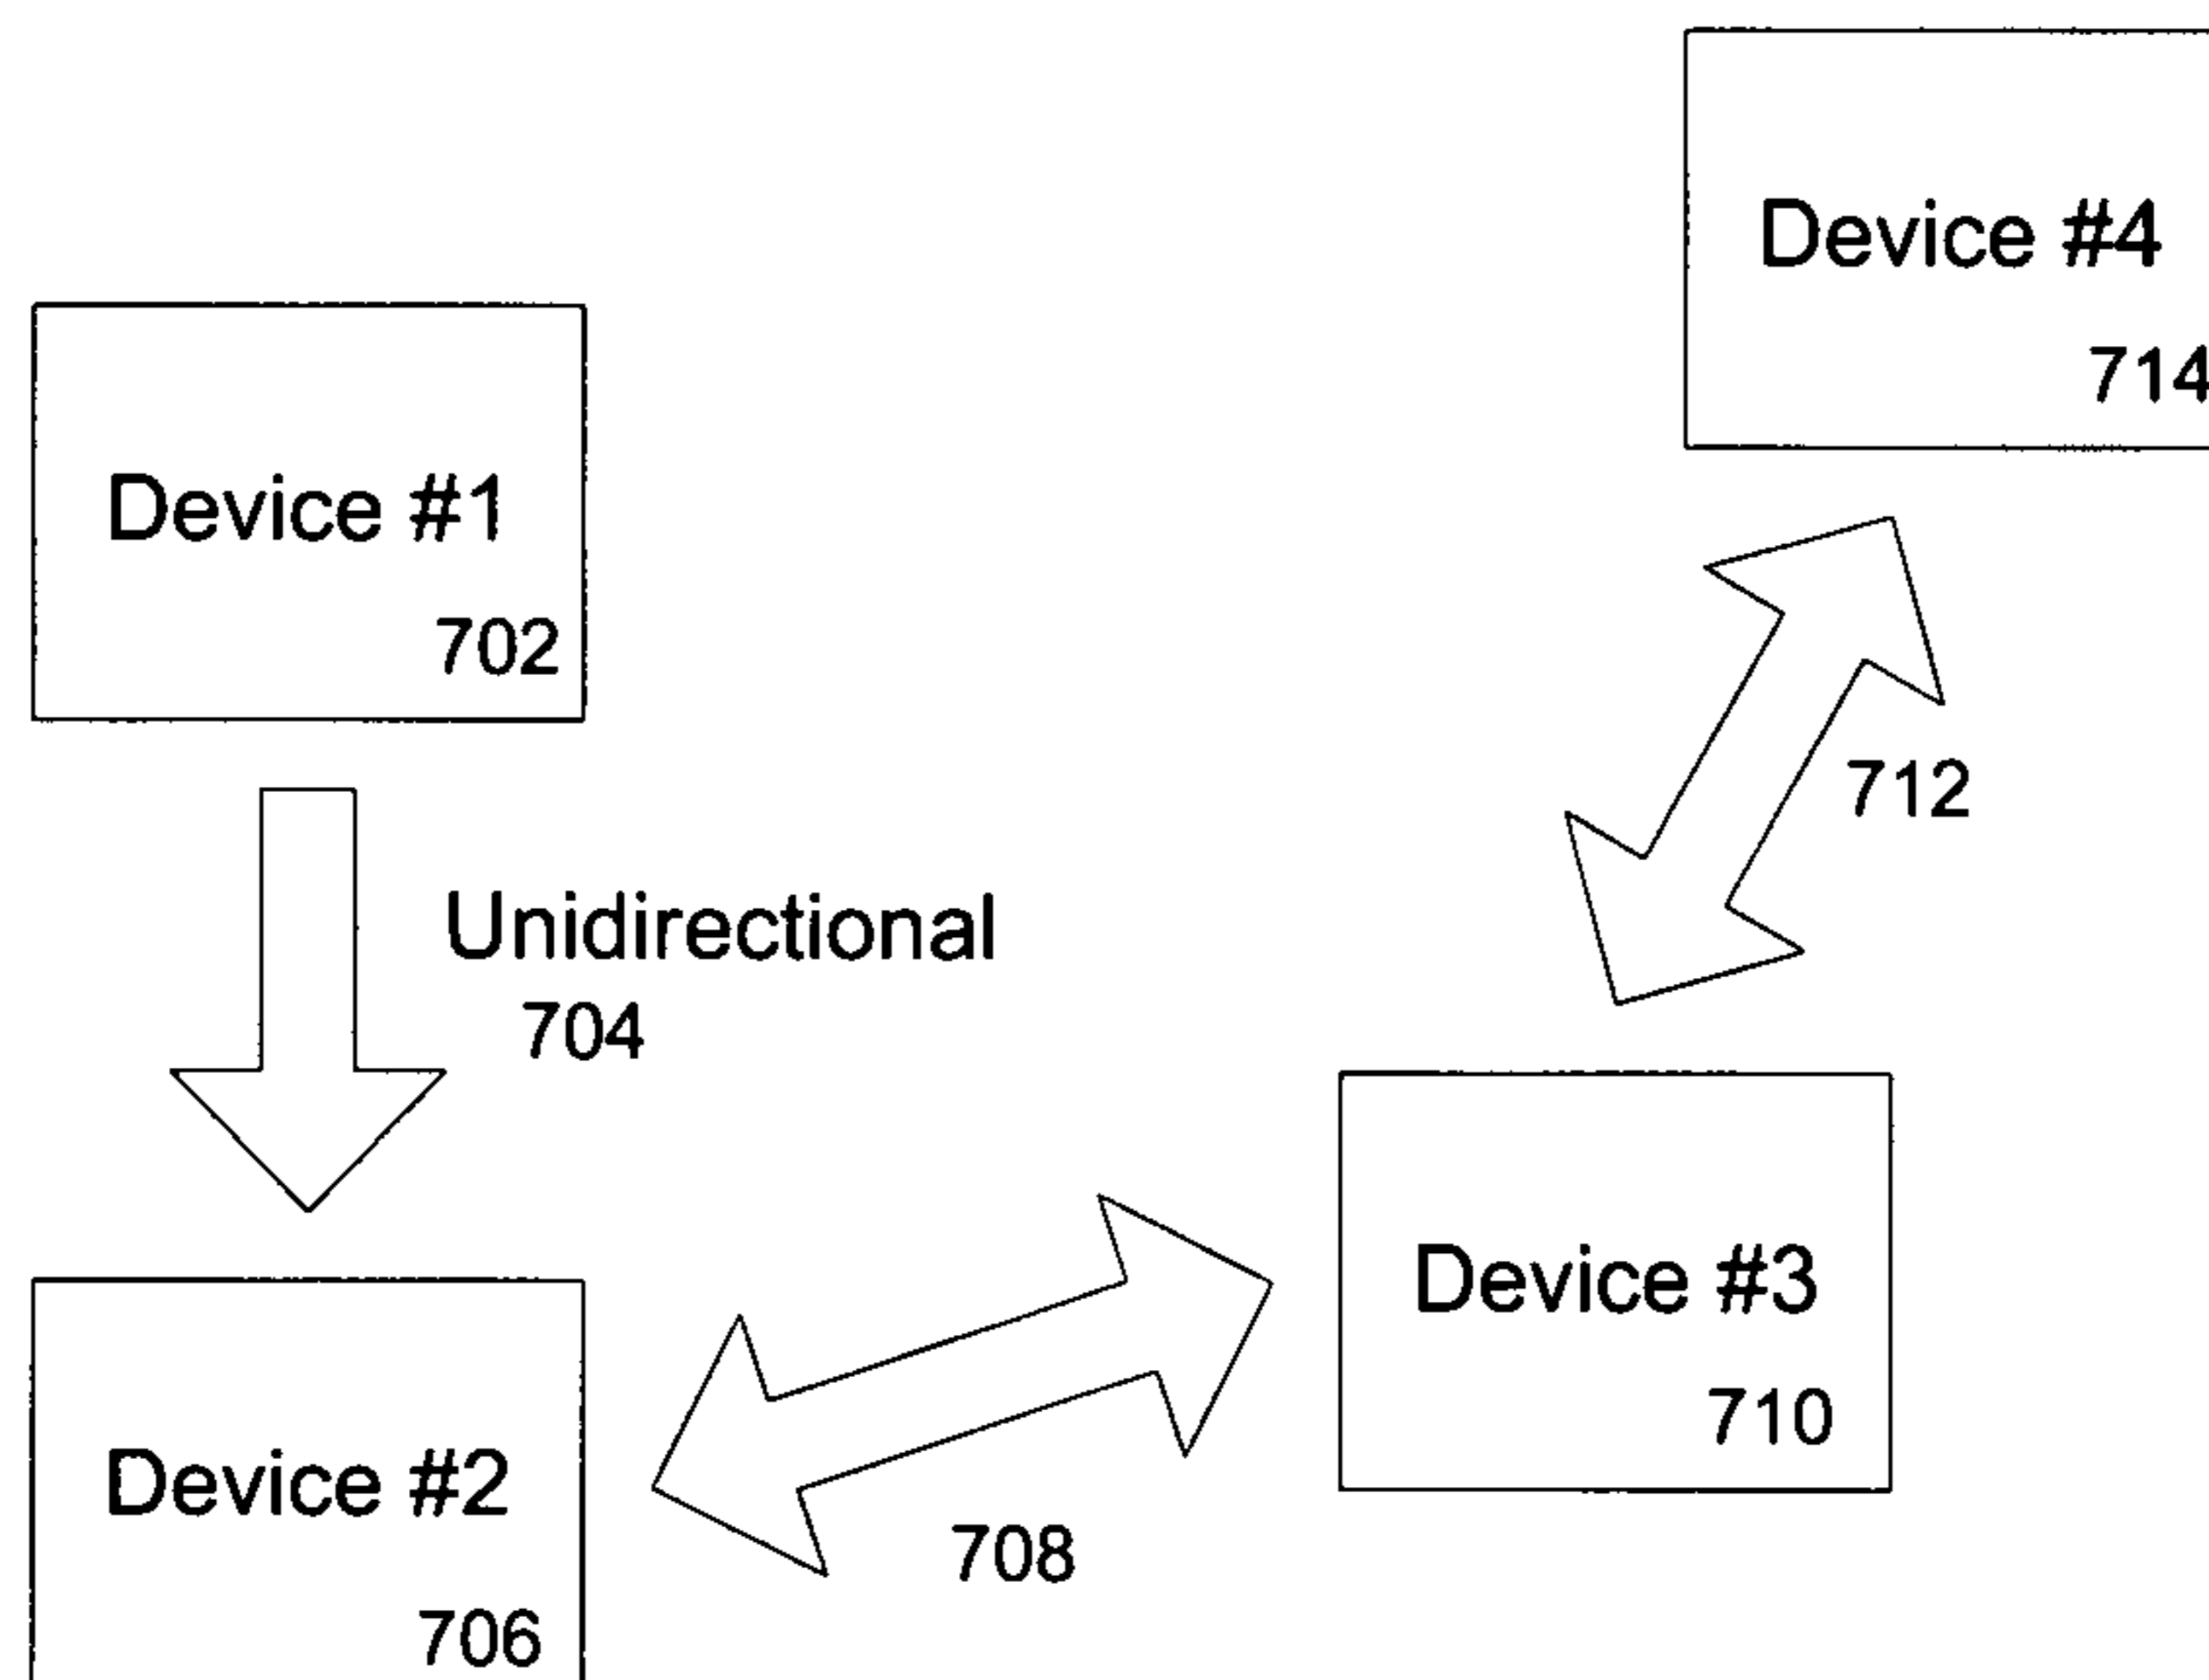 Device #4
714
Device #1
702
712
Unidirectional
704
Device #3
710
Device #2
706
708